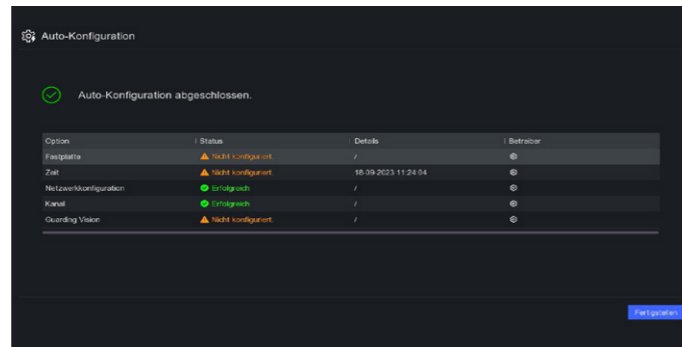 Auto-Konfiguration
Auto-Konfiguration abgeschlossen.
Option Status Details Betreiber
Festplatte Nicht konfiguriert. /
Zeit Nicht konfiguriert. 18-09-2023 11:24:04
Netzwerkkonfiguration Erfolgreich /
Kanal Erfolgreich /
Guarding Vision Nicht konfiguriert. /
Fertigstellen